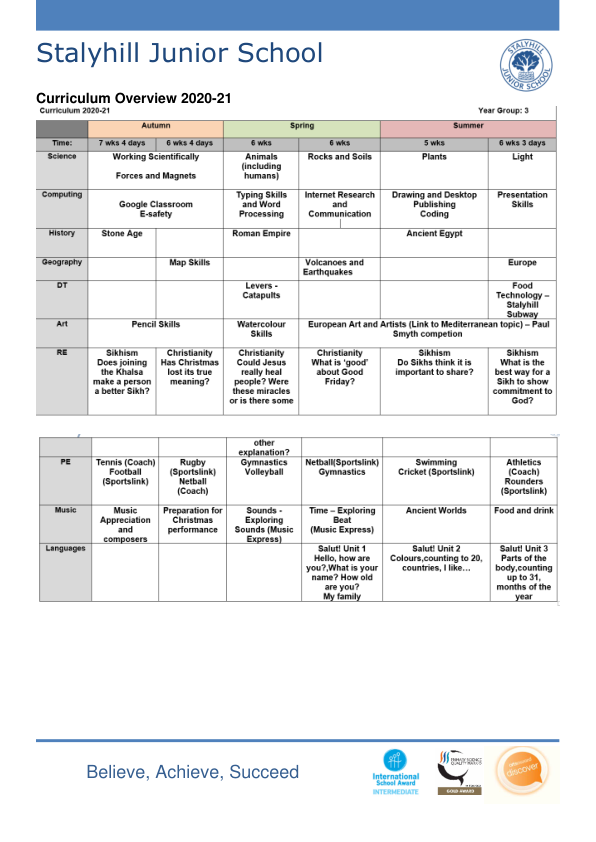 Stalyhill Junior School
STALYHILL
JUNIOR SCHOOL
Curriculum Overview 2020-21
Curriculum 2020-21 Year Group: 3
Autumn Spring Summer
Time: 7 wks 4 days 6 wks 4 days 6 wks 6 wks 5 wks 6 wks 3 days
Science Working Scientifically Forces and Magnets Animals (including humans) Rocks and Soils Plants Light
Computing Google Classroom E-safety Typing Skills and Word Processing Internet Research and Communication Drawing and Desktop Publishing Coding Presentation Skills
History Stone Age Roman Empire Ancient Egypt
Geography Map Skills Volcanoes and Earthquakes Europe
DT Levers - Catapults Food Technology – Stalyhill Subway
Art Pencil Skills Watercolour Skills European Art and Artists (Link to Mediterranean topic) – Paul Smyth competion
RE Sikhism Does joining the Khalsa make a person a better Sikh? Christianity Has Christmas lost its true meaning? Christianity Could Jesus really heal people? Were these miracles or is there some Christianity What is ‘good’ about Good Friday? Sikhism Do Sikhs think it is important to share? Sikhism What is the best way for a Sikh to show commitment to God?
other explanation?
PE Tennis (Coach) Football (Sportslink) Rugby (Sportslink) Netball (Coach) Gymnastics Volleyball Netball(Sportslink) Gymnastics Swimming Cricket (Sportslink) Athletics (Coach) Rounders (Sportslink)
Music Music Appreciation and composers Preparation for Christmas performance Sounds - Exploring Sounds (Music Express) Time – Exploring Beat (Music Express) Ancient Worlds Food and drink
Languages Salut! Unit 1 Hello, how are you?,What is your name? How old are you? My family Salut! Unit 2 Colours,counting to 20, countries, I like… Salut! Unit 3 Parts of the body,counting up to 31, months of the year
Believe, Achieve, Succeed
International
School Award
INTERMEDIATE
PRIMARY SCIENCE
QUALITY MARK
GOLD AWARD
discover